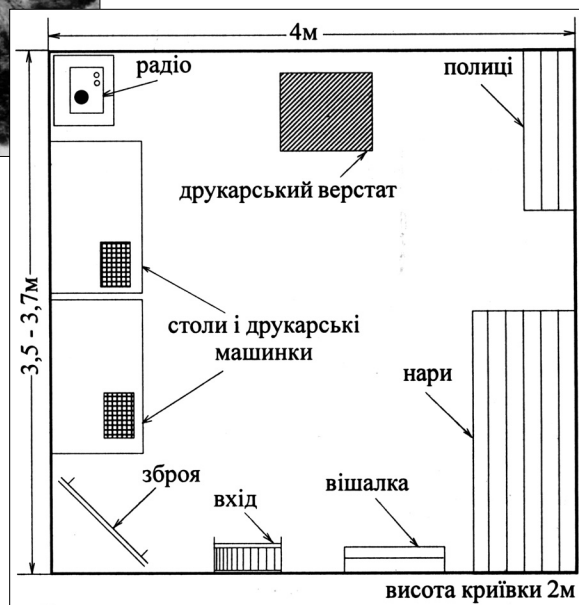 4м
радіо
полиці
друкарський верстат
3,5 - 3,7м
столи і друкарські
машинки
нари
зброя
вхід
вішалка
висота криївки 2м